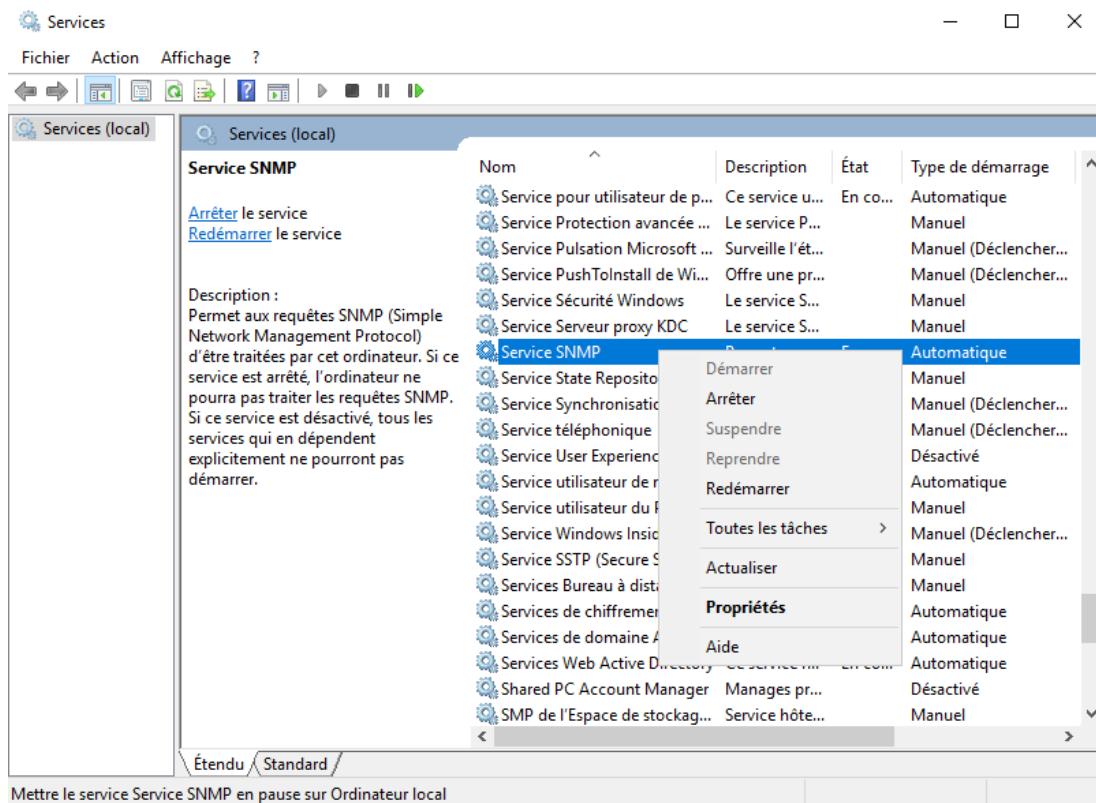 Services
Fichier Action Affichage ?
Services (local)
Services (local)
Service SNMP
Arrêter le service
Redémarrer le service
Description :
Permet aux requêtes SNMP (Simple
Network Management Protocol)
d'être traitées par cet ordinateur. Si ce
service est arrêté, l'ordinateur ne
pourra pas traiter les requêtes SNMP.
Si ce service est désactivé, tous les
services qui en dépendent
explicitement ne pourront pas
démarrer.
Nom Description État Type de démarrage
Service pour utilisateur de p... Ce service u... En co... Automatique
Service Protection avancée ... Le service P... Manuel
Service Pulsation Microsoft ... Surveille l'ét... Manuel (Déclencher...
Service PushToInstall de Wi... Offre une pr... Manuel (Déclencher...
Service Sécurité Windows Le service S... Manuel
Service Serveur proxy KDC Le service S... Manuel
Service SNMP Automatique
Service State Reposito Manuel
Service Synchronisatio Manuel (Déclencher...
Service téléphonique Manuel (Déclencher...
Service User Experienc Désactivé
Service utilisateur de Automatique
Service utilisateur du Manuel
Service Windows Insid Manuel (Déclencher...
Service SSTP (Secure S Manuel
Services Bureau à dista Manuel
Services de chiffremer Automatique
Services de domaine A Automatique
Services Web Active Automatique
Shared PC Account Manager Manages pr... Désactivé
SMP de l'Espace de stockag... Service hôte... Manuel
Démarrer
Arrêter
Suspendre
Reprendre
Redémarrer
Toutes les tâches
Actualiser
Propriétés
Aide
Étendu Standard
Mettre le service Service SNMP en pause sur Ordinateur local